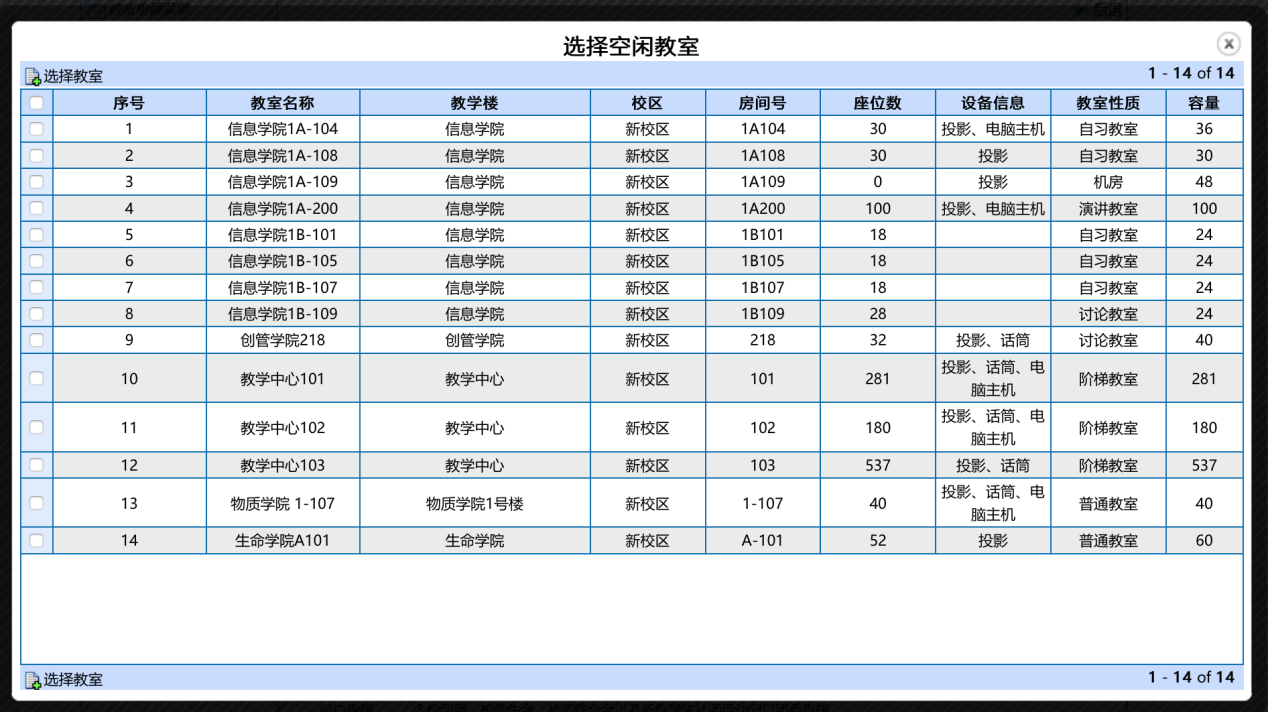 后退
选择空闲教室
选择教室 1 - 14 of 14
序号 教室名称 教学楼 校区 房间号 座位数 设备信息 教室性质 容量
1 信息学院1A-104 信息学院 新校区 1A104 30 投影、电脑主机 自习教室 36
2 信息学院1A-108 信息学院 新校区 1A108 30 投影 自习教室 30
3 信息学院1A-109 信息学院 新校区 1A109 0 投影 机房 48
4 信息学院1A-200 信息学院 新校区 1A200 100 投影、电脑主机 演讲教室 100
5 信息学院1B-101 信息学院 新校区 1B101 18 自习教室 24
6 信息学院1B-105 信息学院 新校区 1B105 18 自习教室 24
7 信息学院1B-107 信息学院 新校区 1B107 18 自习教室 24
8 信息学院1B-109 信息学院 新校区 1B109 28 讨论教室 24
9 创管学院218 创管学院 新校区 218 32 投影、话筒 讨论教室 40
10 教学中心101 教学中心 新校区 101 281 投影、话筒、电 阶梯教室 281
脑主机
11 教学中心102 教学中心 新校区 102 180 投影、话筒、电 阶梯教室 180
脑主机
12 教学中心103 教学中心 新校区 103 537 投影、话筒 阶梯教室 537
13 物质学院 1-107 物质学院1号楼 新校区 1-107 40 投影、话筒、电 普通教室 40
脑主机
14 生命学院A101 生命学院 新校区 A-101 52 投影 普通教室 60
选择教室 1 - 14 of 14